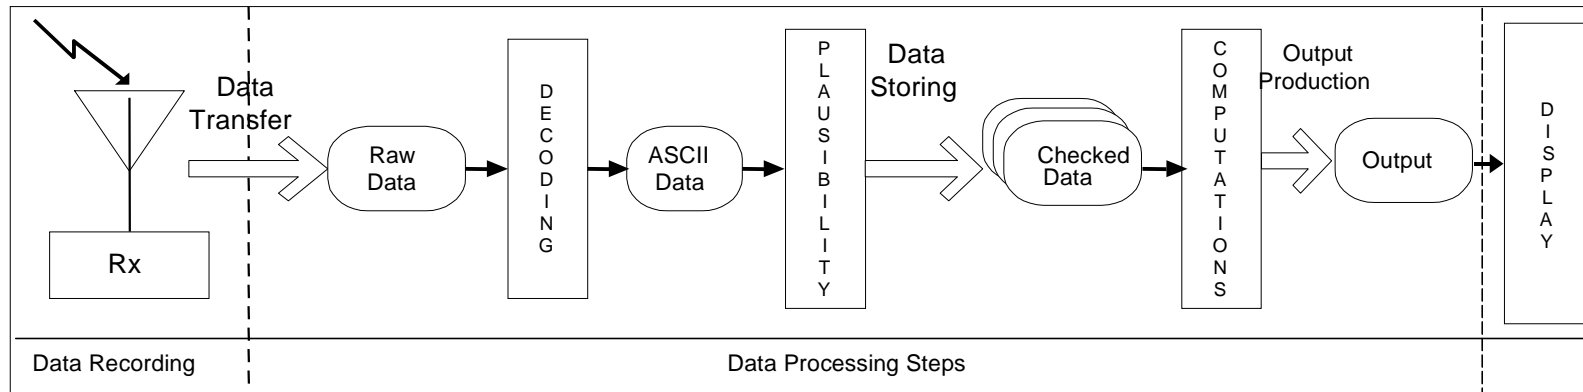 Data
Transfer
Rx
Raw
Data
DECODING
ASCII
Data
PLAUSIBILITY
Data
Storing
Checked
Data
COMPUTATIONS
Output
Production
Output
DISPLAY
Data Recording
Data Processing Steps